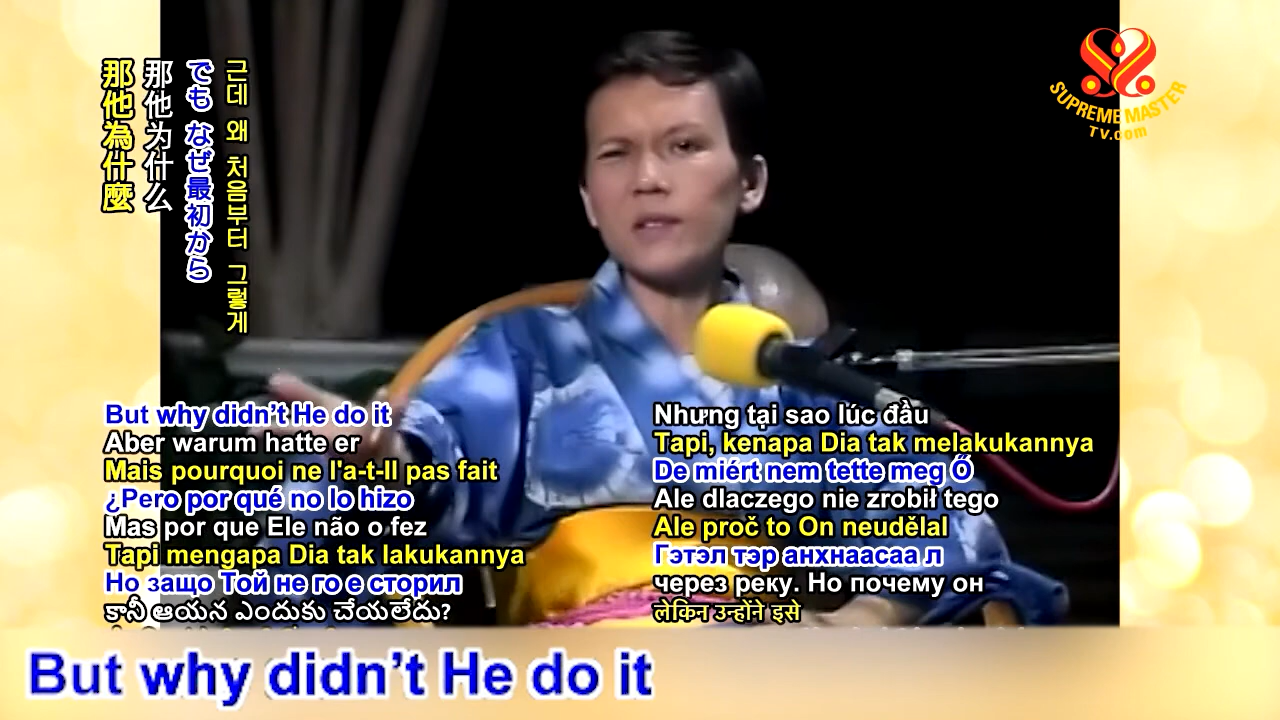 那他為什麼
那他为什么
でも なぜ最初から
근데 왜 처음부터 그렇게
SUPREME MASTER
TV.com
But why didn’t He do it
Aber warum hatte er
Mais pourquoi ne l'a-t-Il pas fait
¿Pero por qué no lo hizo
Mas por que Ele não o fez
Tapi mengapa Dia tak lakukannya
Но защо Той не го е сторил
కానీ ఆయన ఎందుకు చేయలేదు?
Nhưng tại sao lúc đầu
Tapi, kenapa Dia tak melakukannya
De miért nem tette meg Ő
Ale dlaczego nie zrobił tego
Ale proč to On neudělal
Гэтэл тэр анхнаасаа л
через реку. Но почему он
लेकिन उन्होंने इसे
But why didn’t He do it